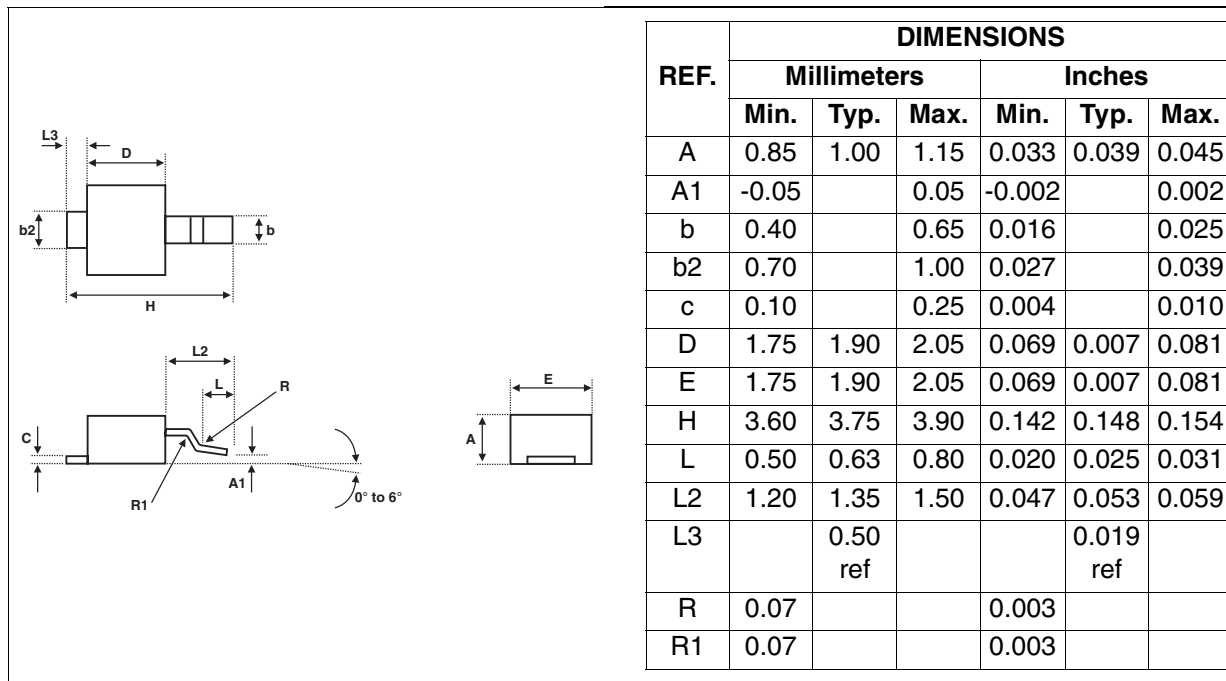 L3
D
b2
b
H
L2
L
R
E
C
A
A1
R1
0° to 6°
DIMENSIONS
REF. Millimeters Inches
Min. Typ. Max. Min. Typ. Max.
A 0.85 1.00 1.15 0.033 0.039 0.045
A1 -0.05 0.05 -0.002 0.002
b 0.40 0.65 0.016 0.025
b2 0.70 1.00 0.027 0.039
c 0.10 0.25 0.004 0.010
D 1.75 1.90 2.05 0.069 0.007 0.081
E 1.75 1.90 2.05 0.069 0.007 0.081
H 3.60 3.75 3.90 0.142 0.148 0.154
L 0.50 0.63 0.80 0.020 0.025 0.031
L2 1.20 1.35 1.50 0.047 0.053 0.059
L3 0.50 0.019
ref ref
R 0.07 0.003
R1 0.07 0.003